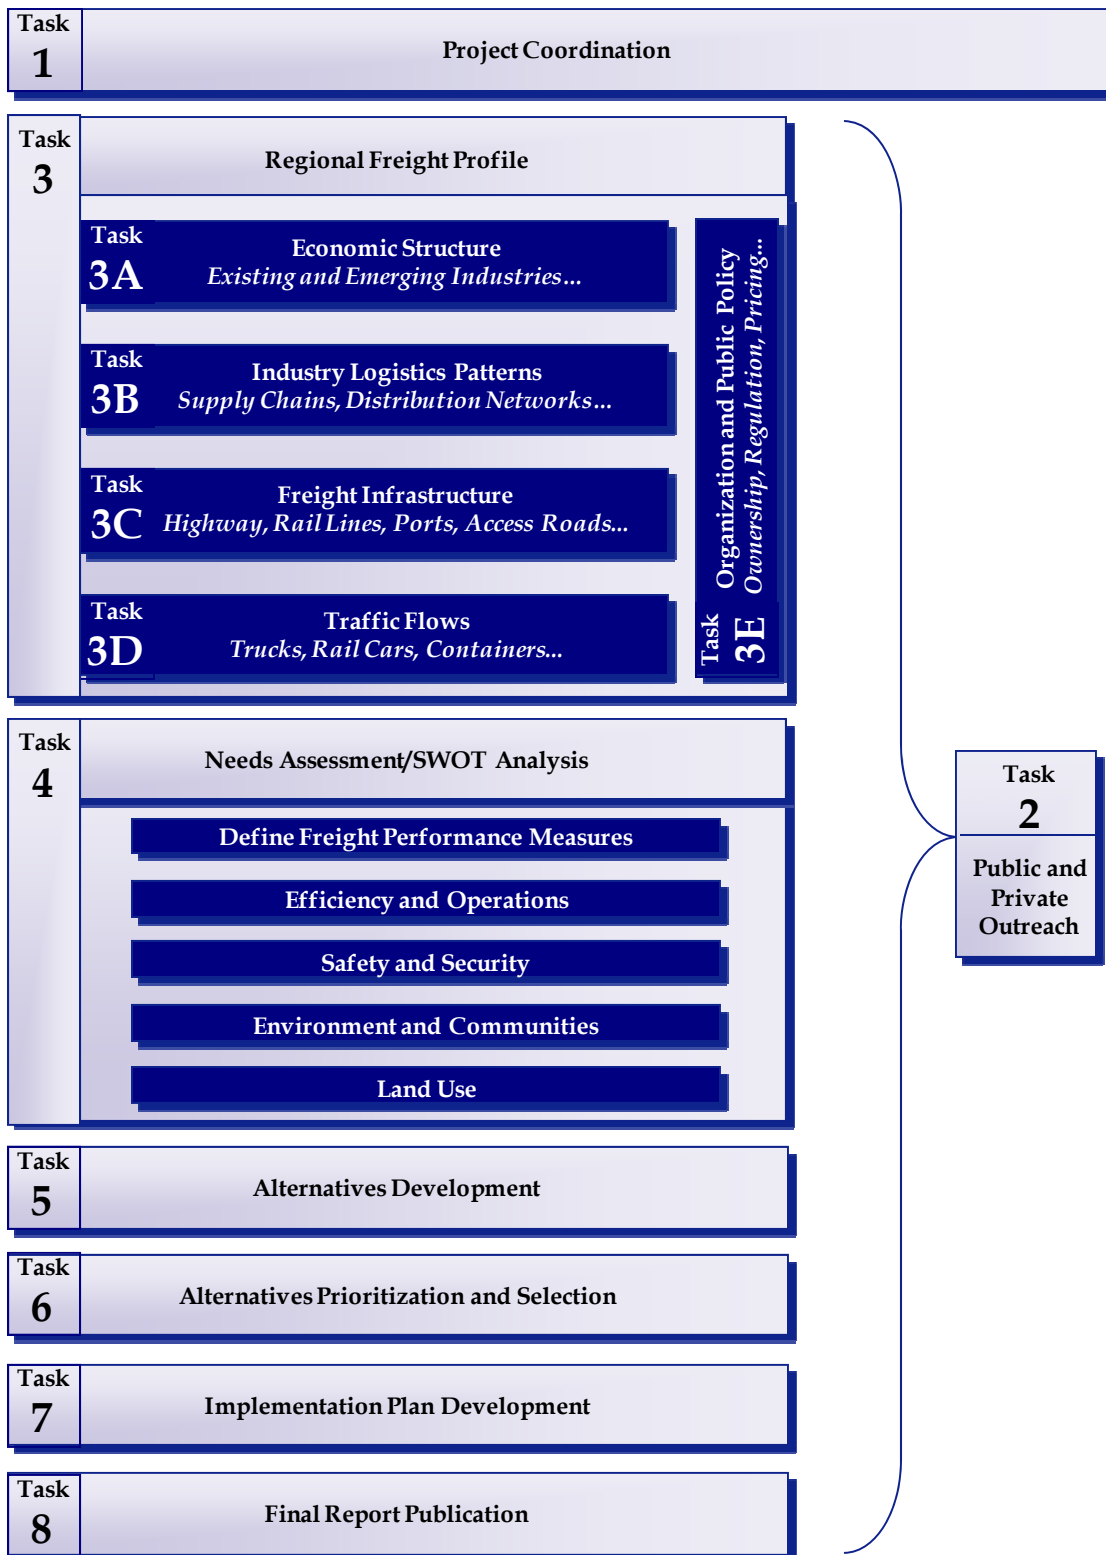 Task
1
Project Coordination
Task
3
Regional Freight Profile
Task
3A
Economic Structure
Existing and Emerging Industries...
Task
3B
Industry Logistics Patterns
Supply Chains, Distribution Networks...
Task
3C
Freight Infrastructure
Highway, Rail Lines, Ports, Access Roads...
Task
3D
Traffic Flows
Trucks, Rail Cars, Containers...
Task
3E
Organization and Public Policy
Ownership, Regulation, Pricing...
Task
4
Needs Assessment/SWOT Analysis
Define Freight Performance Measures
Efficiency and Operations
Safety and Security
Environment and Communities
Land Use
Task
2
Public and
Private
Outreach
Task
5
Alternatives Development
Task
6
Alternatives Prioritization and Selection
Task
7
Implementation Plan Development
Task
8
Final Report Publication